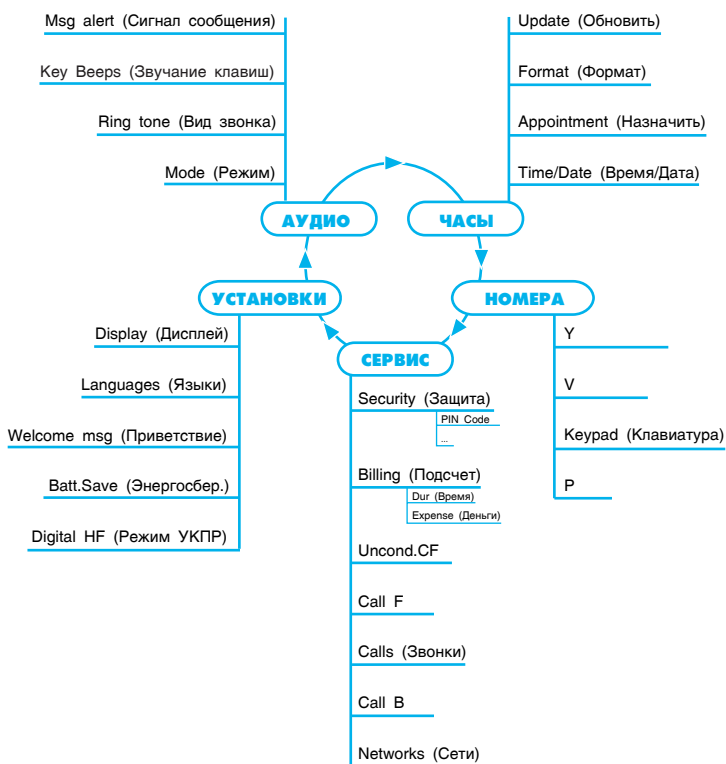 Msg alert (Сигнал сообщения)
Key Beeps (Звучание клавиш)
Ring tone (Вид звонка)
Mode (Режим)
АУДИО
Update (Обновить)
Format (Формат)
Appointment (Назначить)
Time/Date (Время/Дата)
ЧАСЫ
УСТАНОВКИ
Display (Дисплей)
Languages (Языки)
Welcome msg (Приветствие)
Batt.Save (Энергосбер.)
Digital HF (Режим УКПР)
СЕРВИС
Security (Защита)
PIN Code
...
Billing (Подсчет)
Dur (Время)
Expense (Деньги)
Uncond.CF
Call F
Calls (Звонки)
Call B
Networks (Сети)
НОМЕРА
Y
V
Keypad (Клавиатура)
P